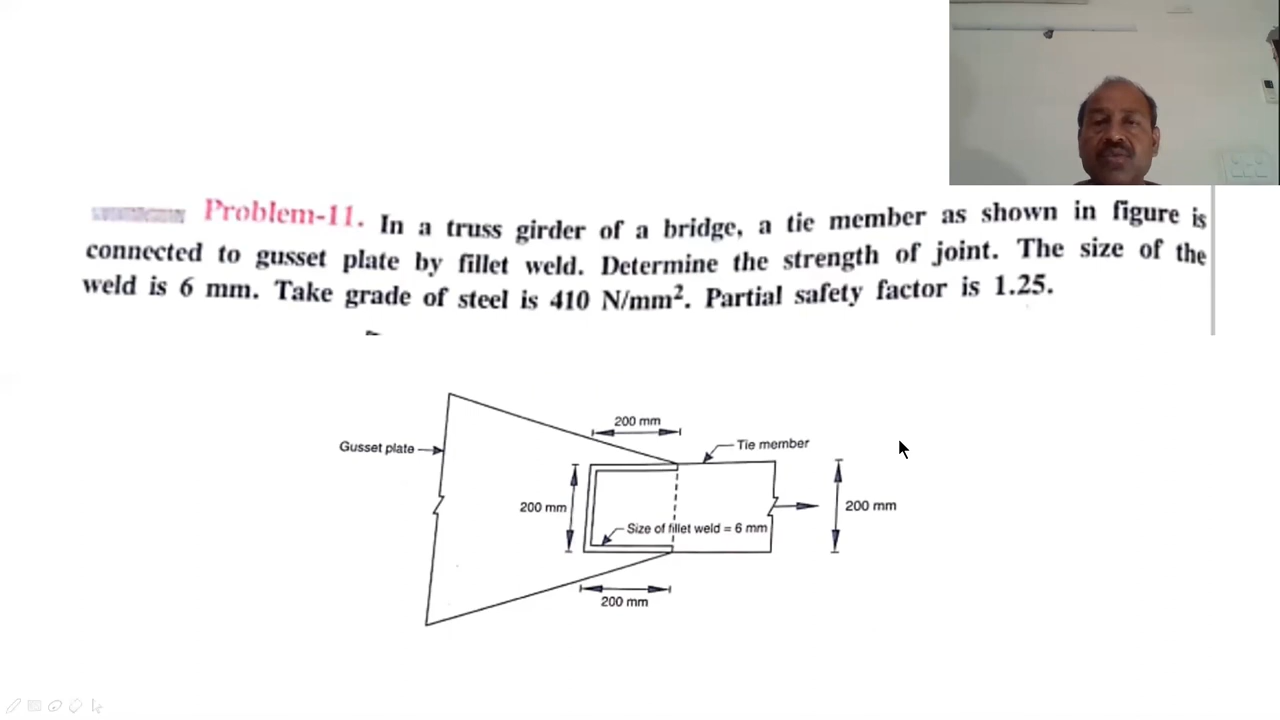 Problem-11. In a truss girder of a bridge, a tie member as shown in figure is
connected to gusset plate by fillet weld. Determine the strength of joint. The size of the
weld is 6 mm. Take grade of steel is 410 N/mm². Partial safety factor is 1.25.
200 mm
Gusset plate
Tie member
200 mm
200 mm
Size of fillet weld = 6 mm
200 mm